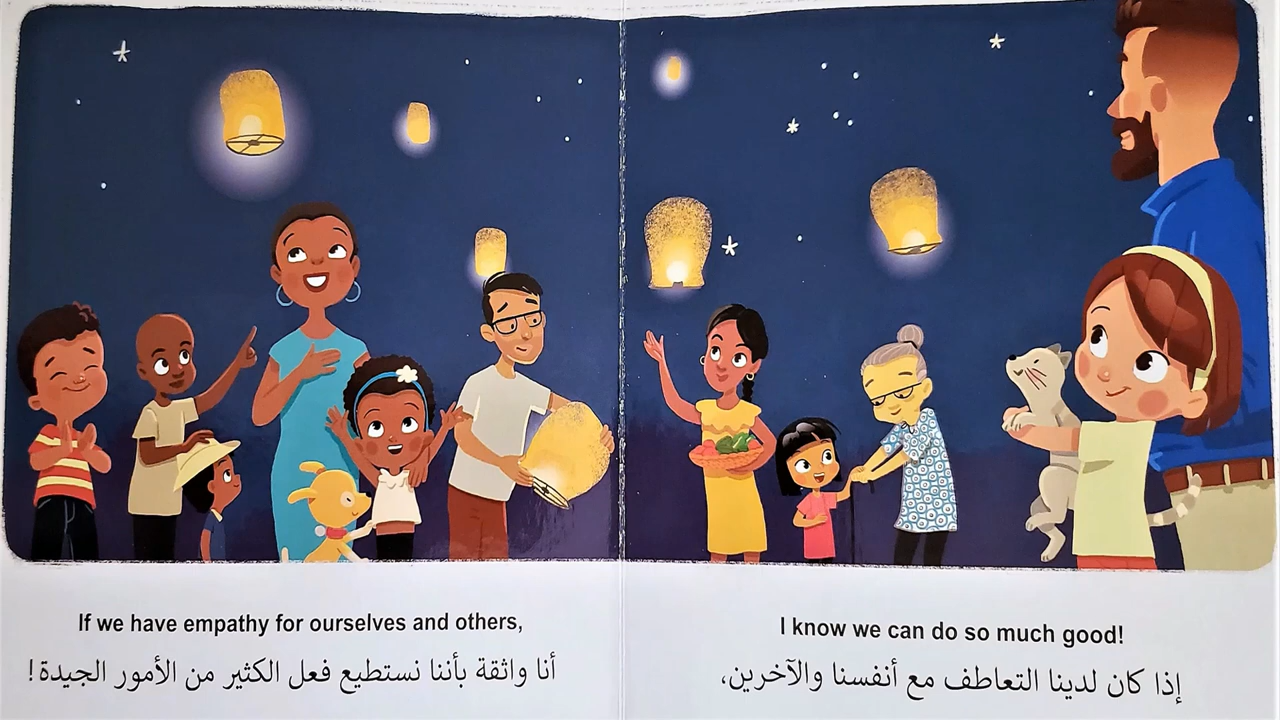 If we have empathy for ourselves and others,
أنا واثقة بأننا نستطيع فعل الكثير من الأمور الجيدة!
I know we can do so much good!
إذا كان لدينا التعاطف مع أنفسنا والآخرين،